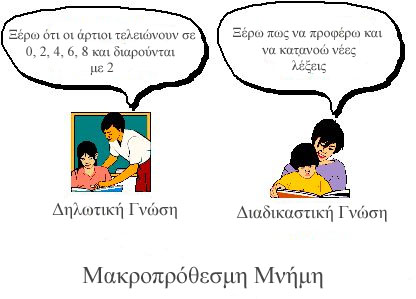 Ξέρω ότι οι άρτιοι τελειώνουν σε
0, 2, 4, 6, 8 και διαρούνται
με 2
Ξέρω πως να προφέρω και
να κατανοώ νέες
λέξεις
Δηλωτική Γνώση
Διαδικαστική Γνώση
Μακροπρόθεσμη Μνήμη